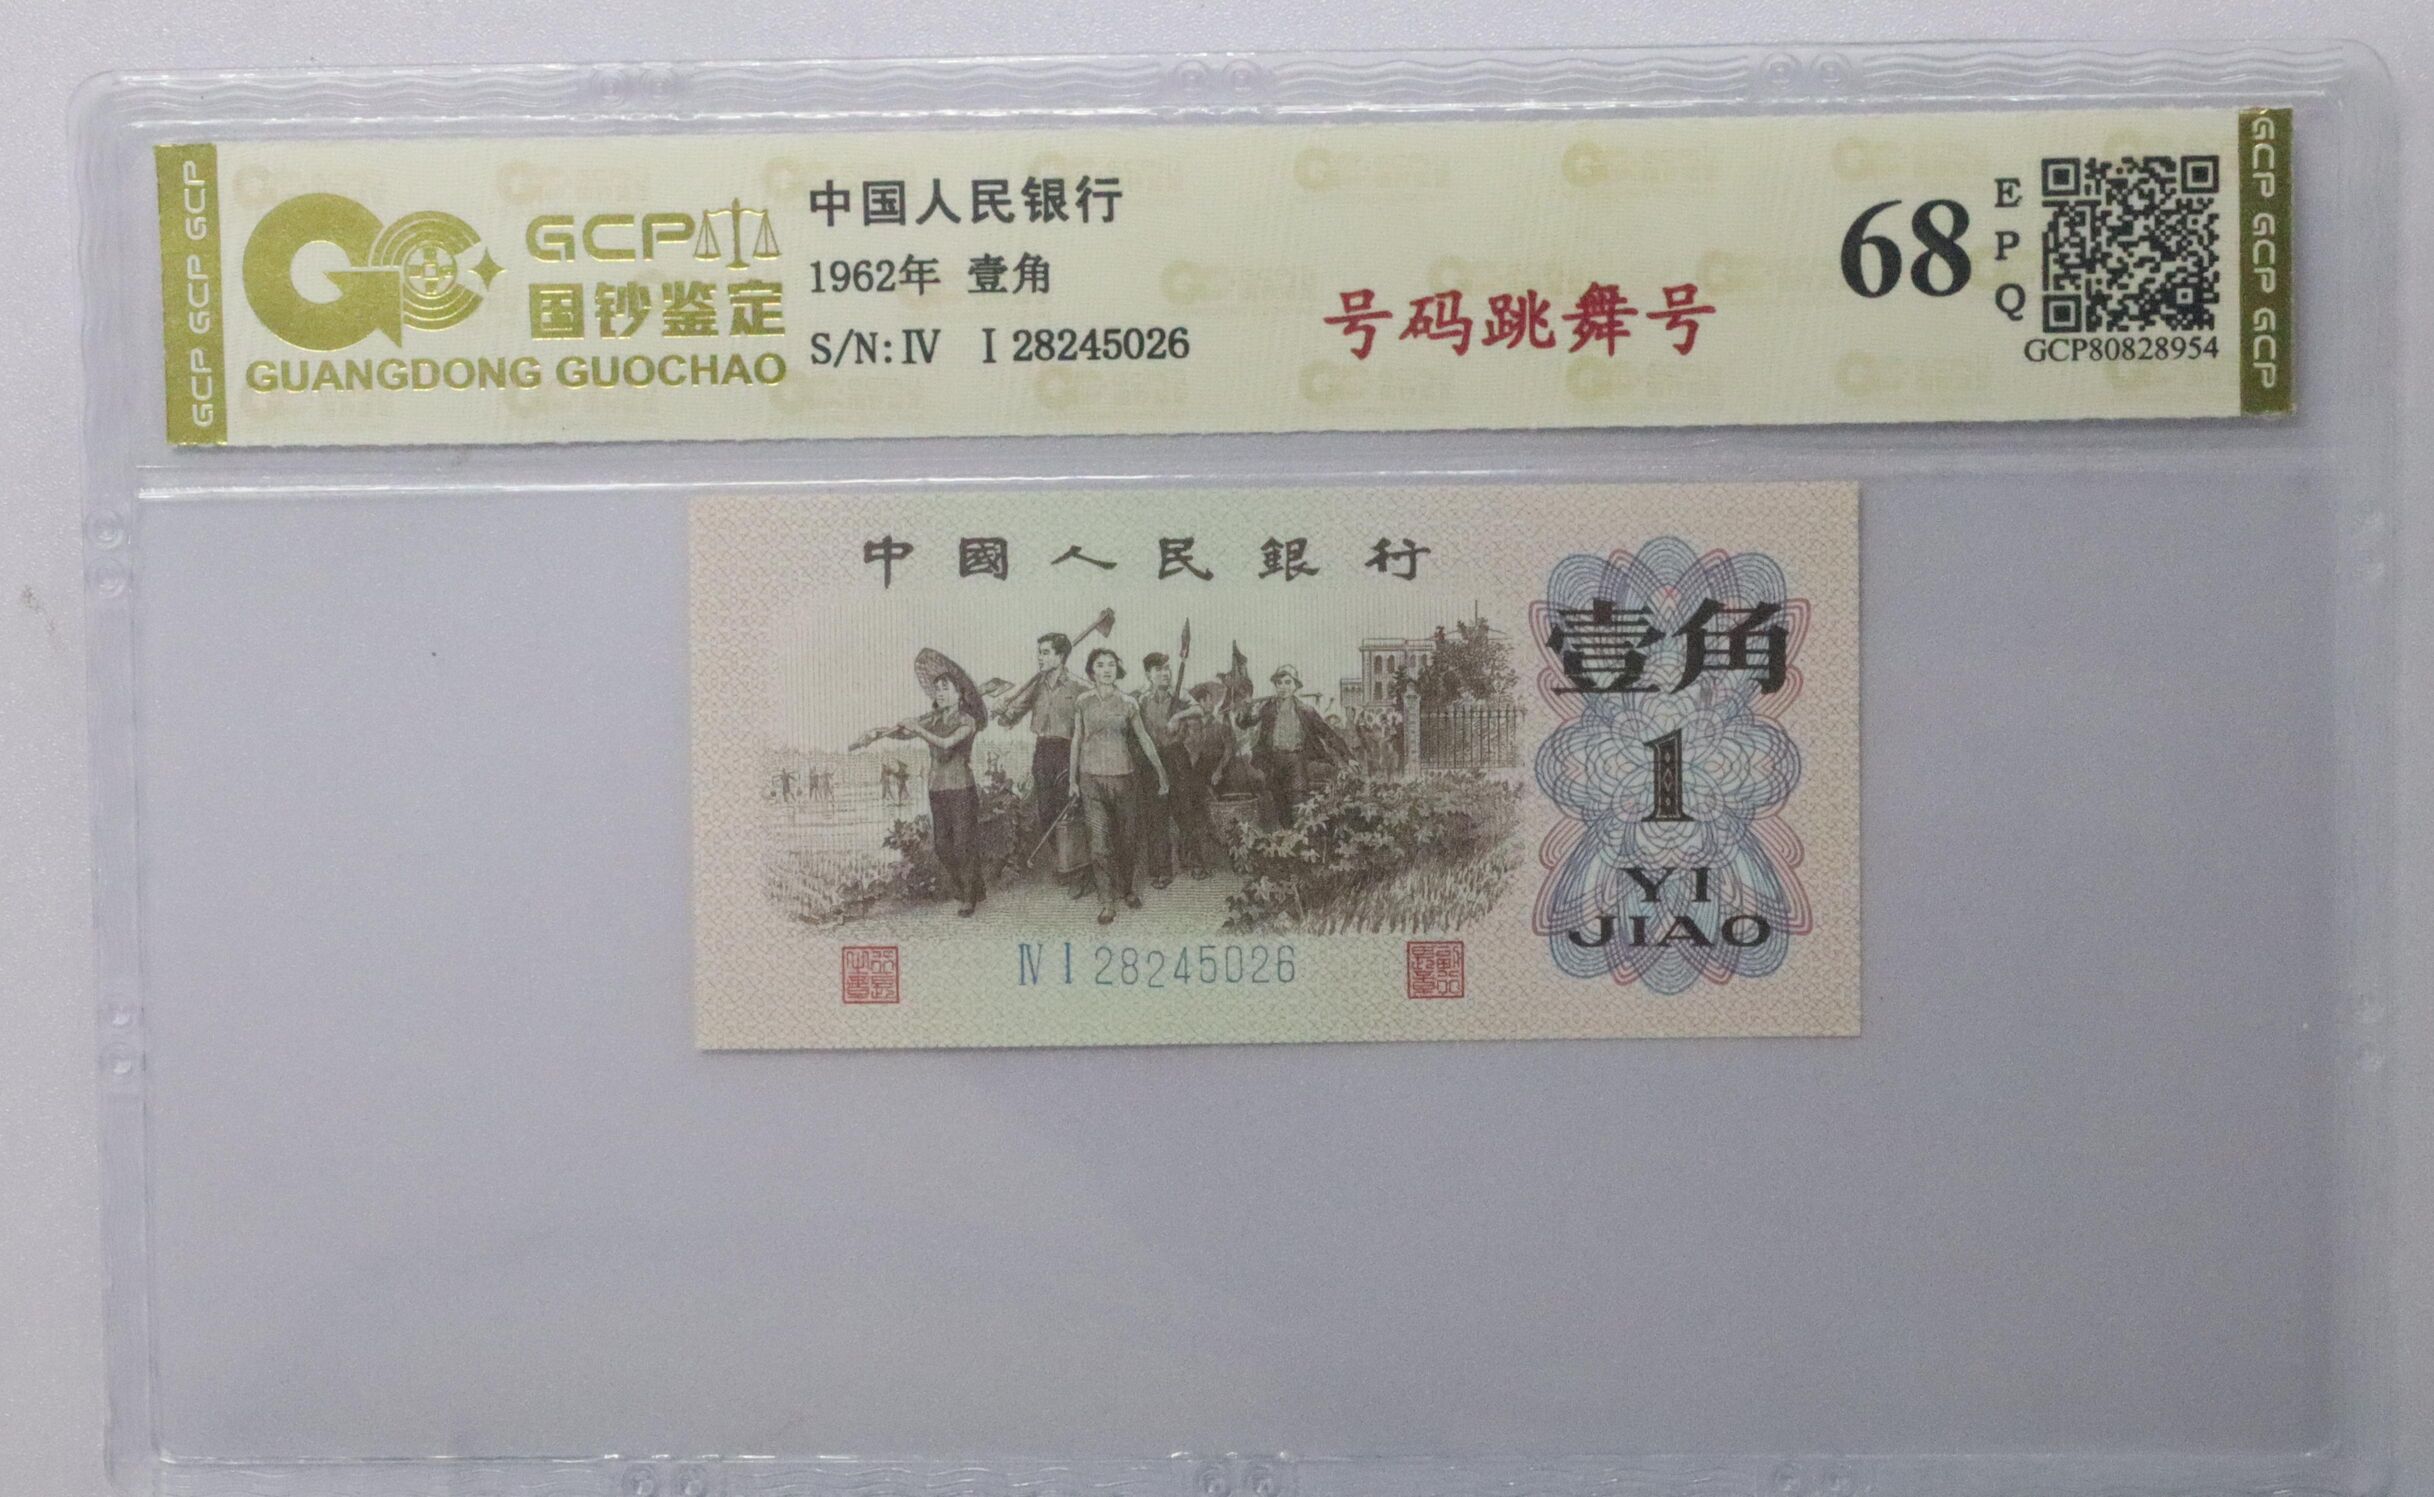 GCP GCP GCP
GCP
国钞鉴定
GUANGDONG GUOCHAO
中国人民银行
1962年 壹角
S/N: IV I 28245026
号码跳舞号
68
EPQ
GCP80828954
GCP GCP GCP
中國人民銀行
壹角
1
YI
JIAO
IV I 28245026